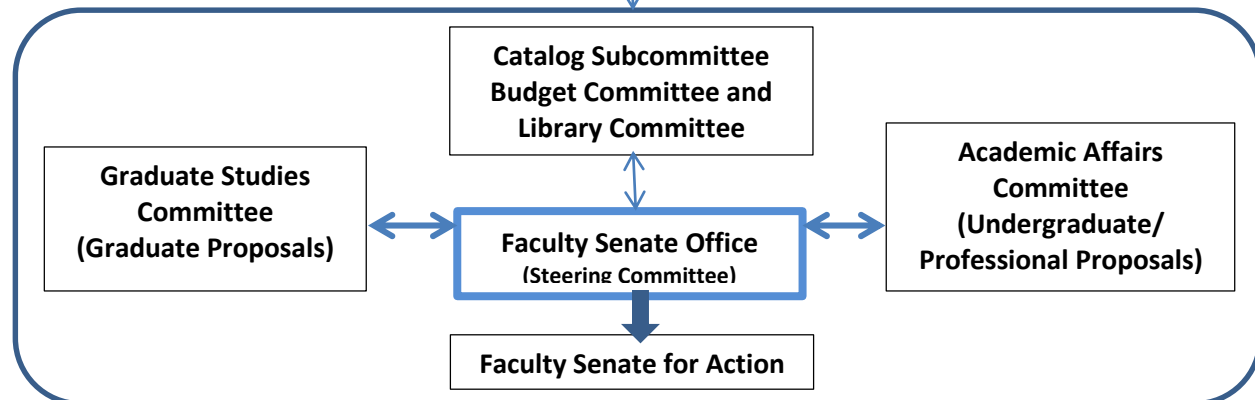 Catalog Subcommittee
Budget Committee and
Library Committee
Graduate Studies
Committee
(Graduate Proposals)
Academic Affairs
Committee
(Undergraduate/
Professional Proposals)
Faculty Senate Office
(Steering Committee)
Faculty Senate for Action